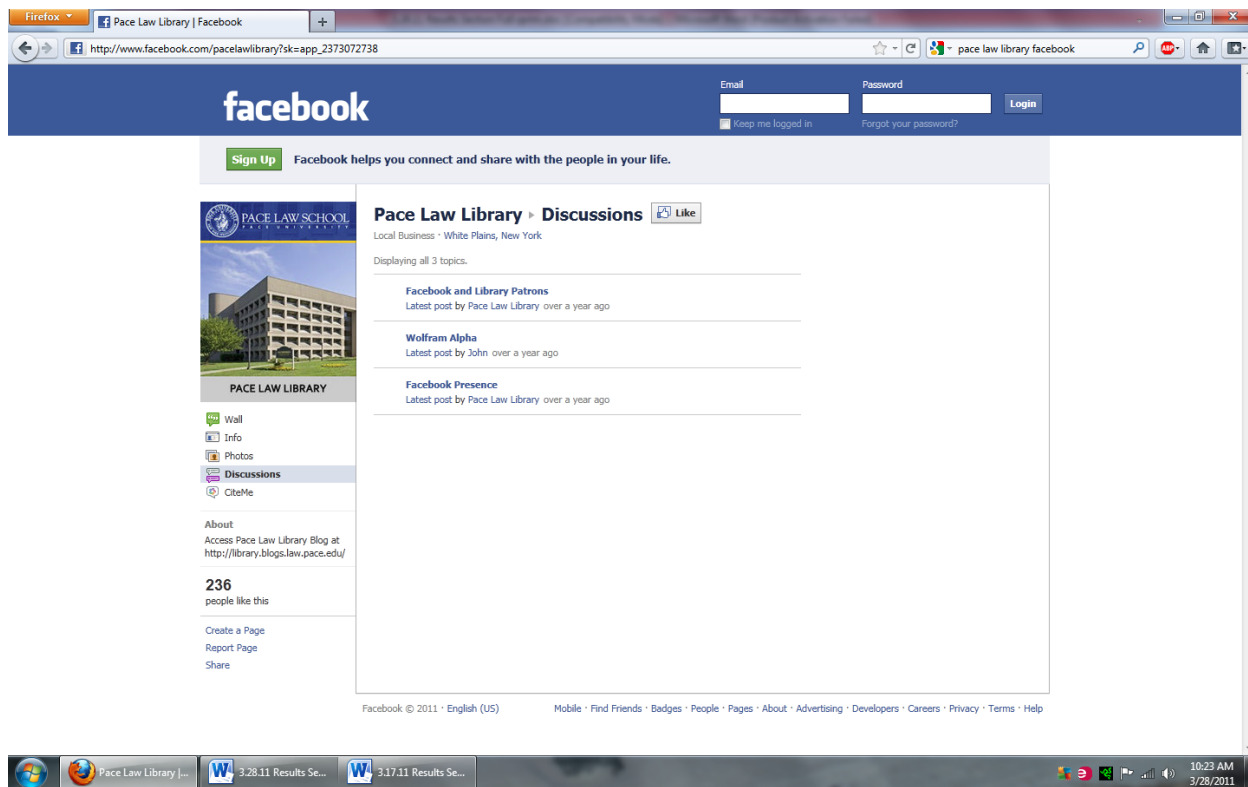 Firefox
Pace Law Library | Facebook
+
http://www.facebook.com/pacelawlibrary?sk=app_2373072738
pace law library facebook
ABP
facebook
Email
Password
Login
Keep me logged in
Forgot your password?
Sign Up
Facebook helps you connect and share with the people in your life.
PACE LAW SCHOOL
PACE UNIVERSITY
PACE LAW LIBRARY
Wall
Info
Photos
Discussions
CiteMe
About
Access Pace Law Library Blog at
http://library.blogs.law.pace.edu/
236
people like this
Create a Page
Report Page
Share
Pace Law Library
Discussions
Like
Local Business · White Plains, New York
Displaying all 3 topics.
Facebook and Library Patrons
Latest post by Pace Law Library over a year ago
Wolfram Alpha
Latest post by John over a year ago
Facebook Presence
Latest post by Pace Law Library over a year ago
Facebook © 2011 · English (US)
Mobile · Find Friends · Badges · People · Pages · About · Advertising · Developers · Careers · Privacy · Terms · Help
Pace Law Library |...
3.28.11 Results Se...
3.17.11 Results Se...
10:23 AM
3/28/2011